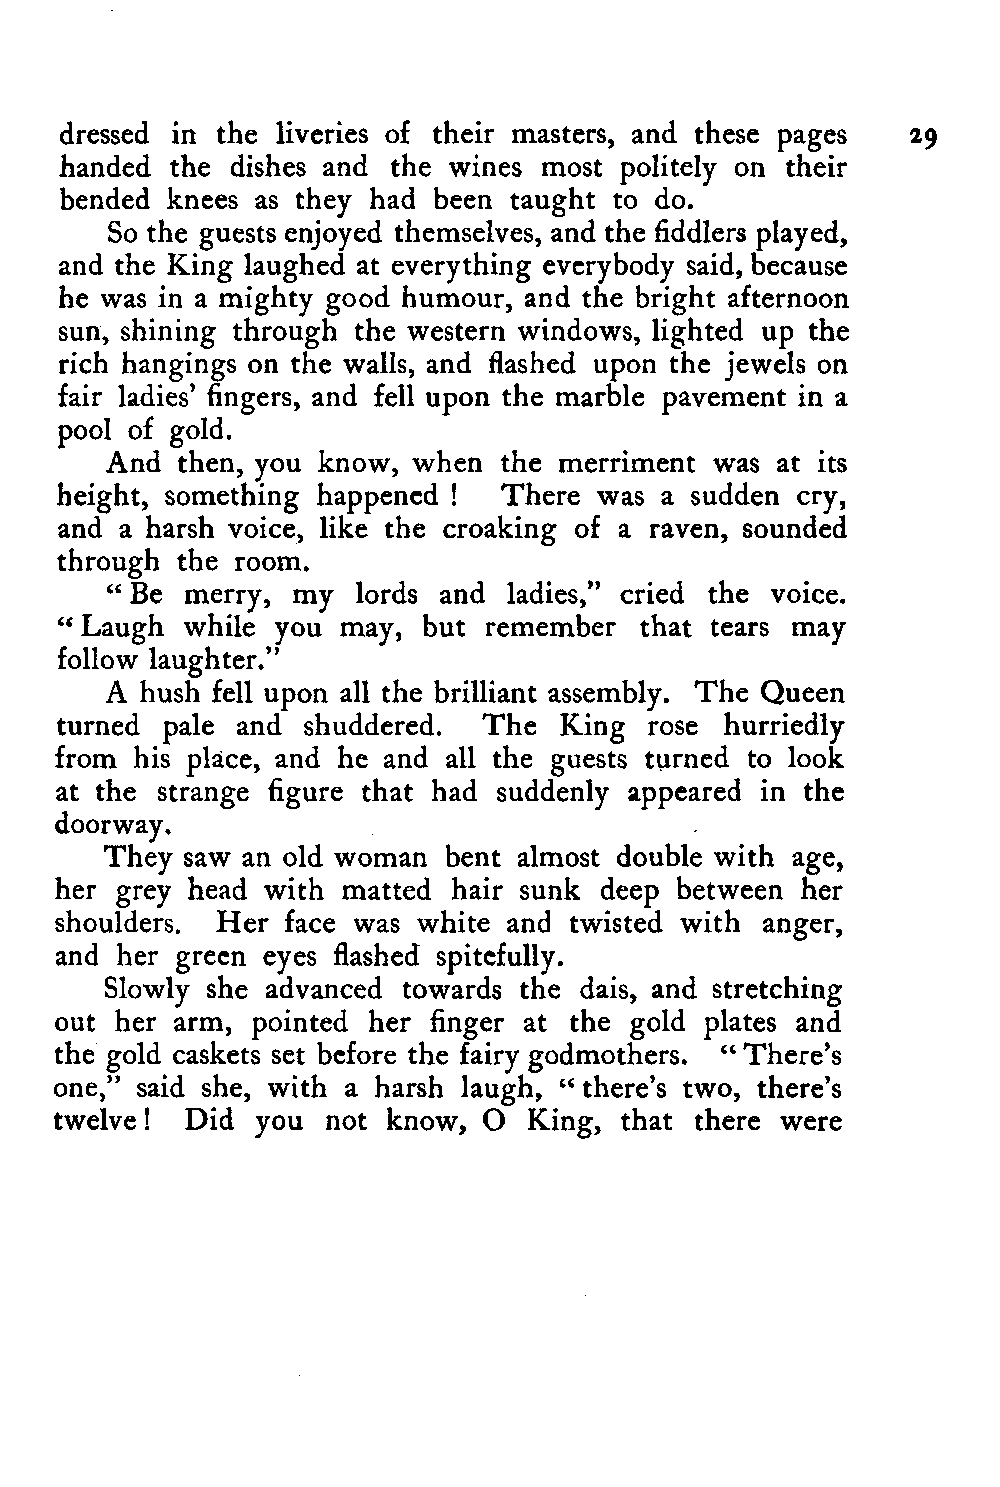 dressed in the liveries of their masters, and these pages 29
handed the dishes and the wines most politely on their
bended knees as they had been taught to do.
So the guests enjoyed themselves, and the fiddlers played,
and the King laughed at everything everybody said, because
he was in a mighty good humour, and the bright afternoon
sun, shining through the western windows, lighted up the
rich hangings on the walls, and flashed upon the jewels on
fair ladies' fingers, and fell upon the marble pavement in a
pool of gold.
And then, you know, when the merriment was at its
height, something happened ! There was a sudden cry,
and a harsh voice, like the croaking of a raven, sounded
through the room.
“ Be merry, my lords and ladies,” cried the voice.
“ Laugh while you may, but remember that tears may
follow laughter.”
A hush fell upon all the brilliant assembly. The Queen
turned pale and shuddered. The King rose hurriedly
from his place, and he and all the guests turned to look
at the strange figure that had suddenly appeared in the
doorway.
They saw an old woman bent almost double with age,
her grey head with matted hair sunk deep between her
shoulders. Her face was white and twisted with anger,
and her green eyes flashed spitefully.
Slowly she advanced towards the dais, and stretching
out her arm, pointed her finger at the gold plates and
the gold caskets set before the fairy godmothers. “ There's
one,” said she, with a harsh laugh, “ there's two, there's
twelve ! Did you not know, O King, that there were